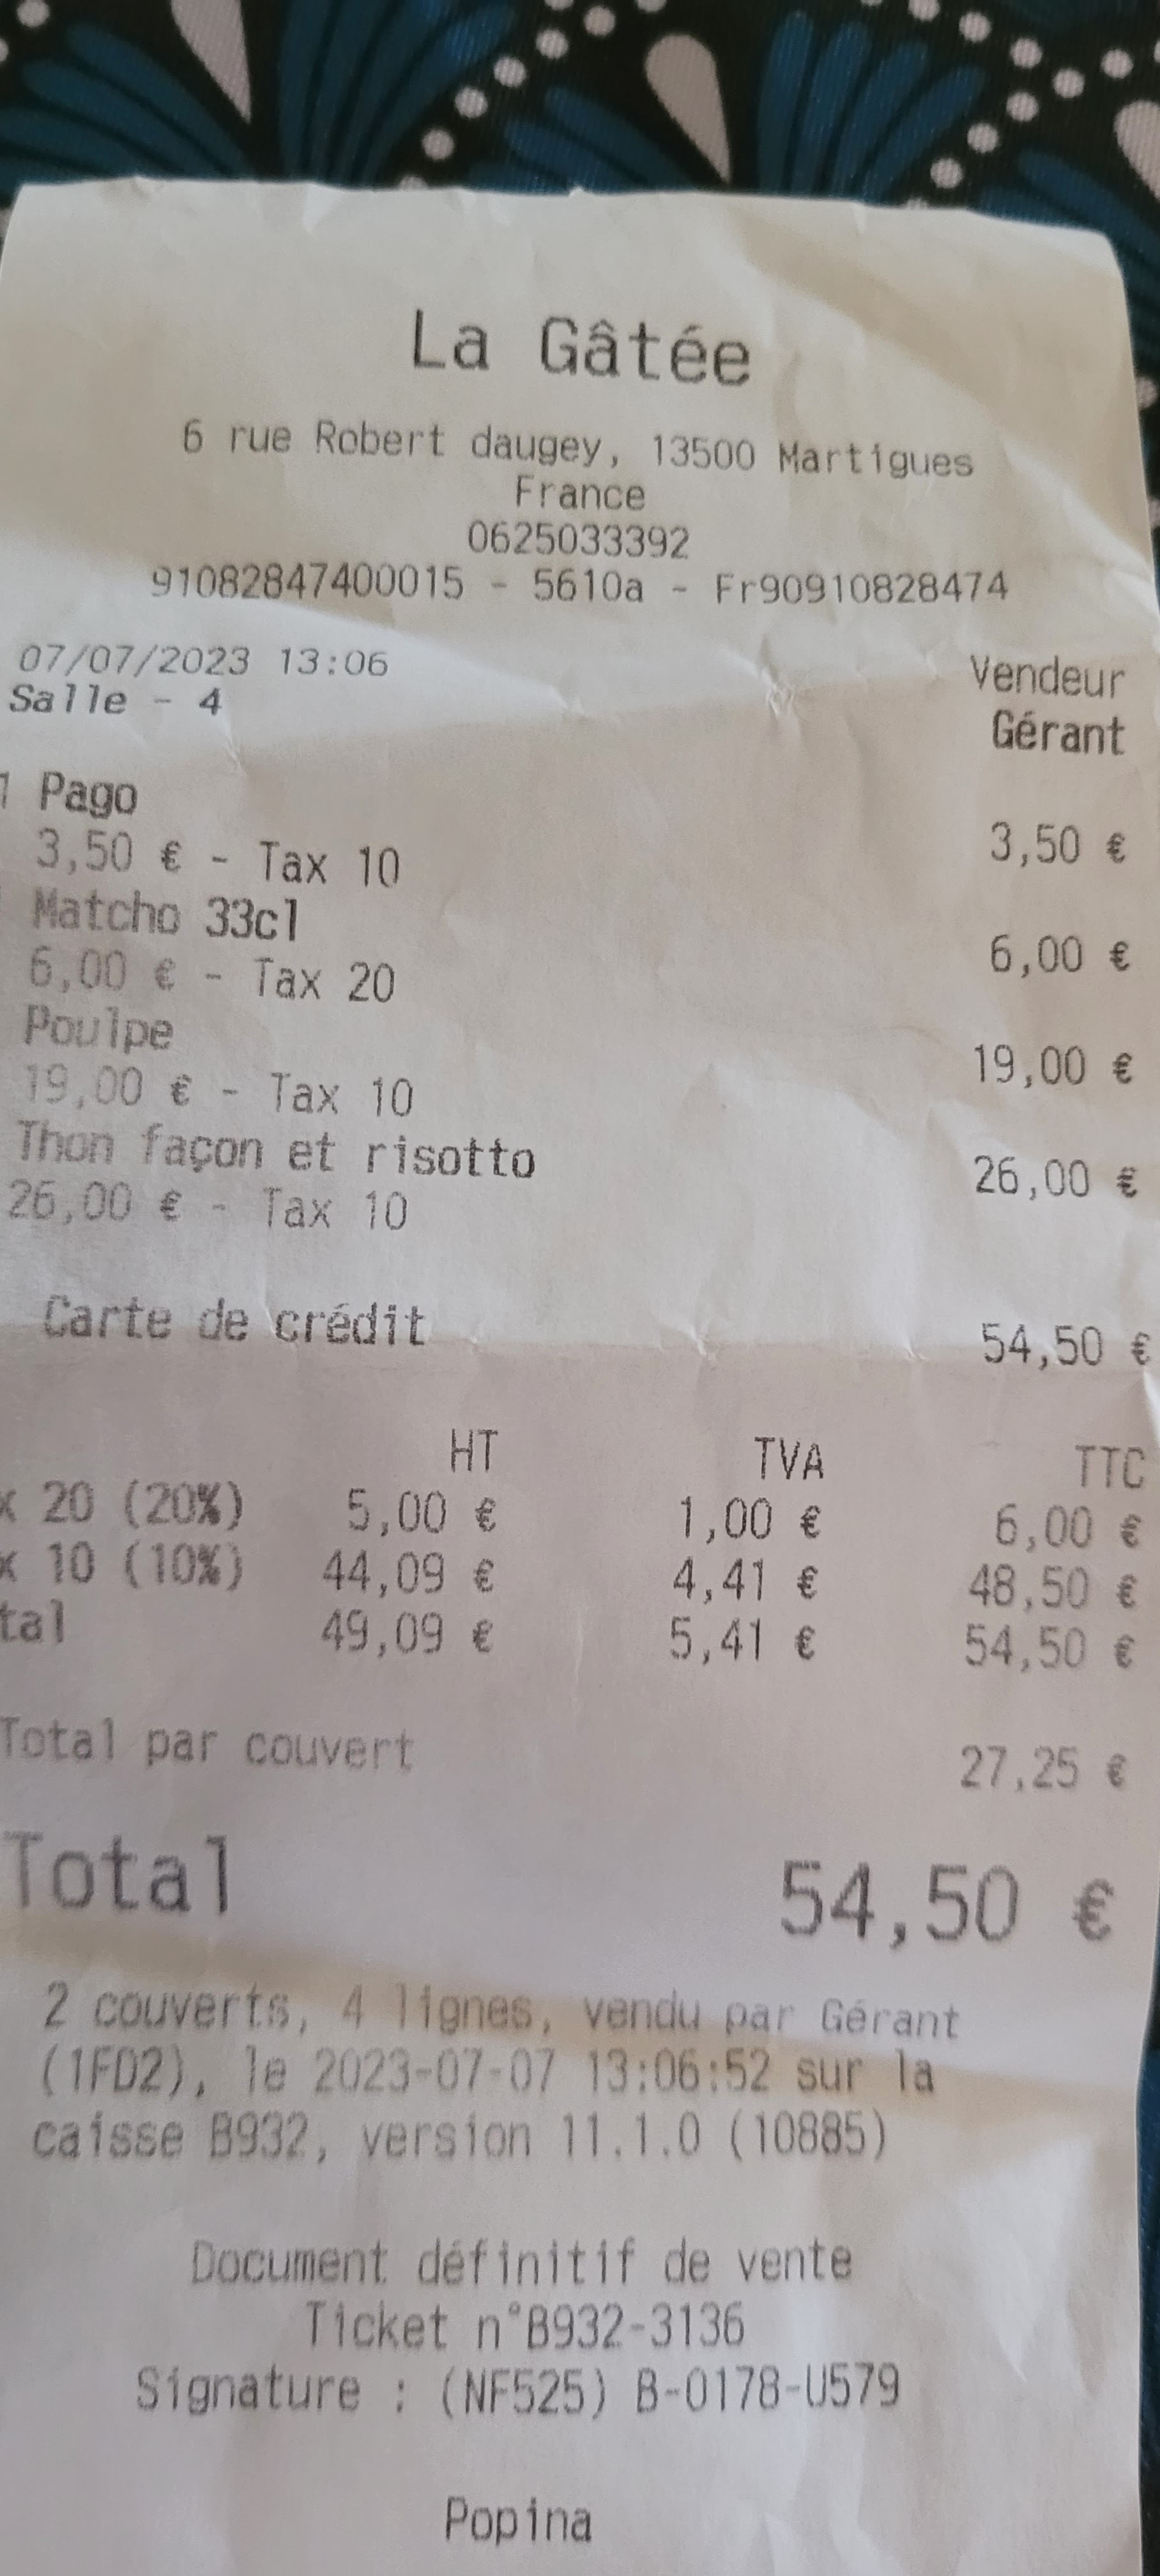 La Gâtée
6 rue Robert daugey, 13500 Martigues
France
0625033392
91082847400015 - 5610a - Fr90910828474
07/07/2023 13:06 Vendeur
Salle - 4 Gérant
1 Pago
3,50 € - Tax 10 3,50 €
Matcho 33cl
6,00 € - Tax 20 6,00 €
Poulpe
19,00 € - Tax 10 19,00 €
Thon façon et risotto
26,00 € - Tax 10 26,00 €
Carte de crédit 54,50 €
HT TVA TTC
x 20 (20%) 5,00 € 1,00 € 6,00 €
x 10 (10%) 44,09 € 4,41 € 48,50 €
tal 49,09 € 5,41 € 54,50 €
Total par couvert 27,25 €
Total 54,50 €
2 couverts, 4 lignes, vendu par Gérant
(1FD2), le 2023-07-07 13:06:52 sur la
caisse B932, version 11.1.0 (10885)
Document définitif de vente
Ticket n°B932-3136
Signature : (NF525) B-0178-U579
Popina